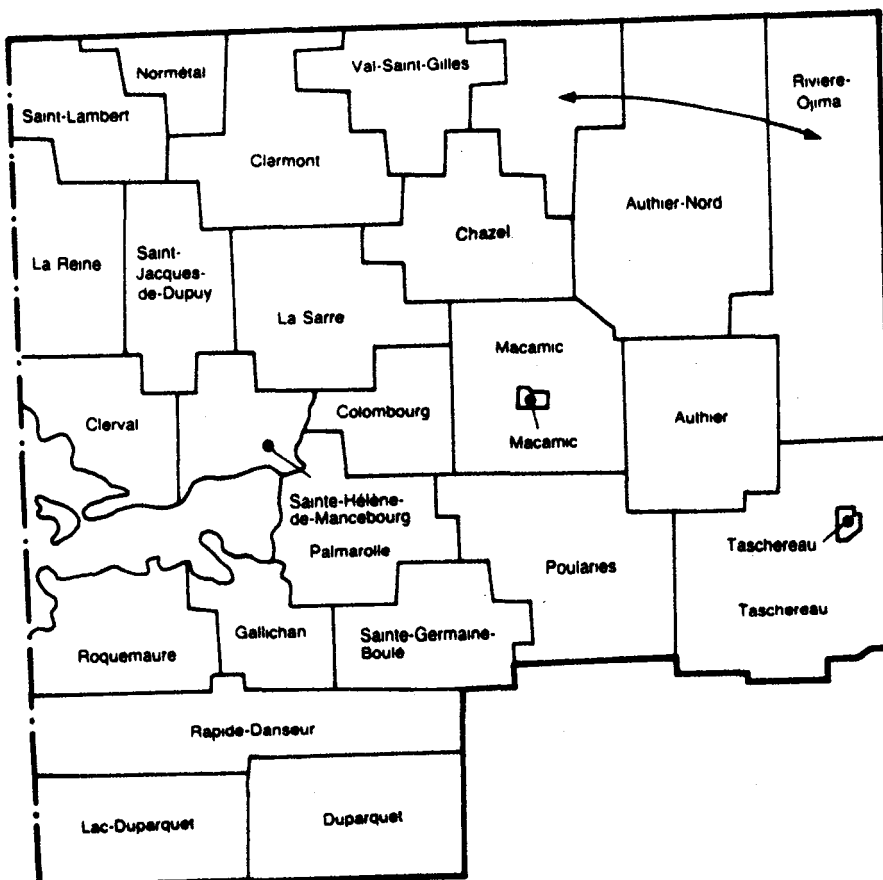 Normétal
Val-Saint-Gilles
Rivière-
Ojima
Saint-Lambert
Clermont
Authier-Nord
Chazel
La Reine
Saint-
Jacques-
de-Dupuy
La Sarre
Macamic
Clerval
Colombourg
Authier
Macamic
Sainte-Hélène-
de-Mancebourg
Palmarolle
Taschereau
Poularies
Taschereau
Gallichan
Sainte-Germaine-
Boulé
Roquemaure
Rapide-Danseur
Lac-Duparquet
Duparquet